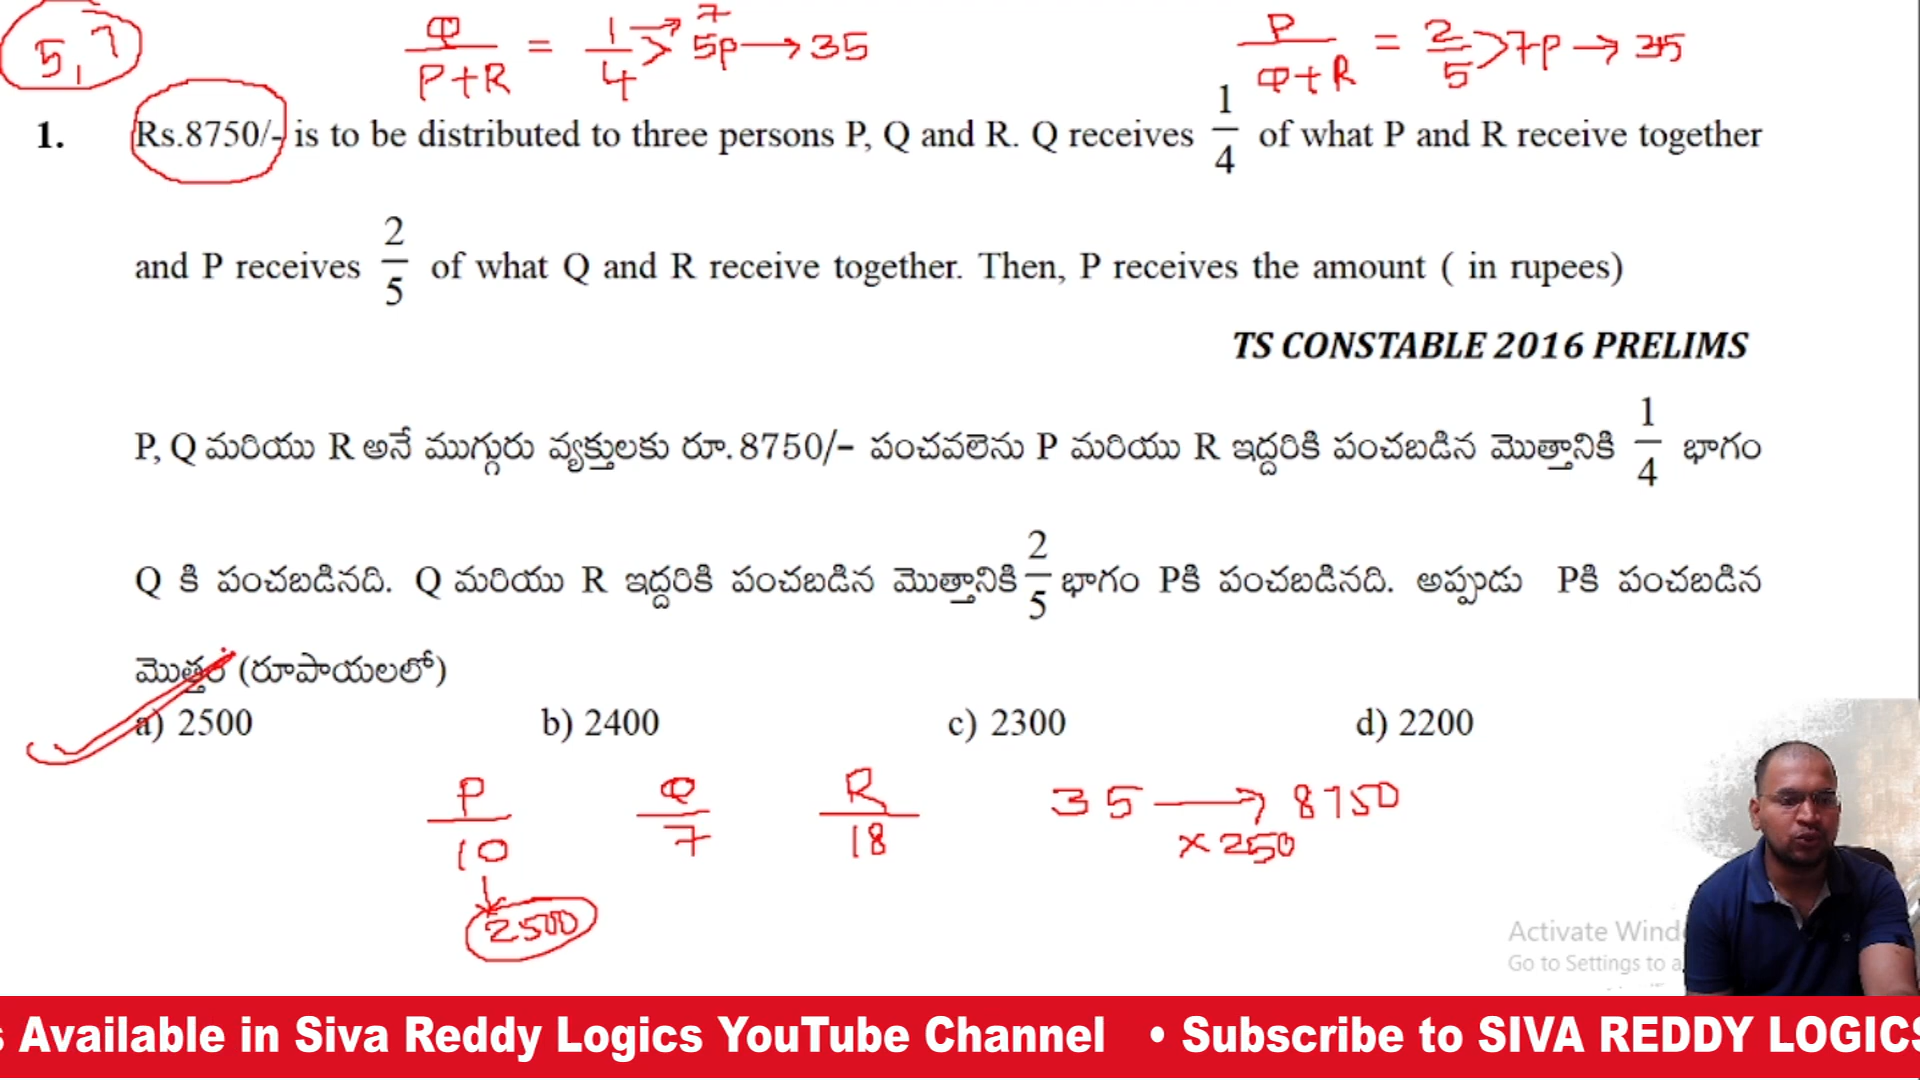 5, 7
Q/P+R = 1/4 > → 7 5p → 35
P/Q+R = 2/5 > 7p → 35
1. Rs.8750/- is to be distributed to three persons P, Q and R. Q receives 1/4 of what P and R receive together
and P receives 2/5 of what Q and R receive together. Then, P receives the amount ( in rupees)
TS CONSTABLE 2016 PRELIMS
P, Q మరియు R అనే ముగ్గురు వ్యక్తులకు రూ.8750/- పంచవలెను P మరియు R ఇద్దరికి పంచబడిన మొత్తానికి 1/4 భాగం
Q కి పంచబడినది. Q మరియు R ఇద్దరికి పంచబడిన మొత్తానికి 2/5 భాగం Pకి పంచబడినది. అప్పుడు Pకి పంచబడిన
మొత్తం (రూపాయలలో)
a) 2500 b) 2400 c) 2300 d) 2200
P Q R 35 → 8750
10 7 18 ×250
2500
Activate Wind
Go to Settings to a
s Available in Siva Reddy Logics YouTube Channel • Subscribe to SIVA REDDY LOGICS